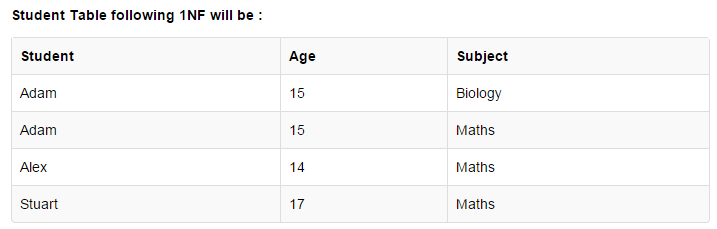 Student Table following 1NF will be :
Student Age Subject
Adam 15 Biology
Adam 15 Maths
Alex 14 Maths
Stuart 17 Maths